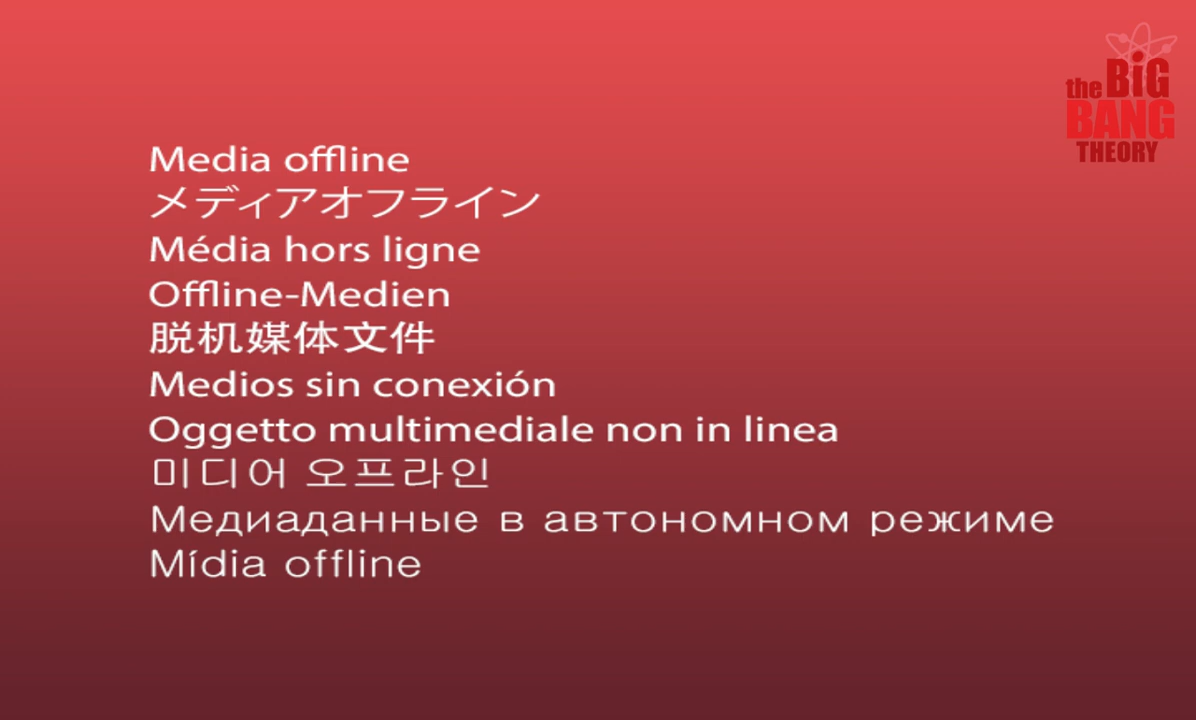 the BiG
BANG
THEORY
Media offline
メディアオフライン
Média hors ligne
Offline-Medien
脱机媒体文件
Medios sin conexión
Oggetto multimediale non in linea
미디어 오프라인
Медиаданные в автономном режиме
Mídia offline